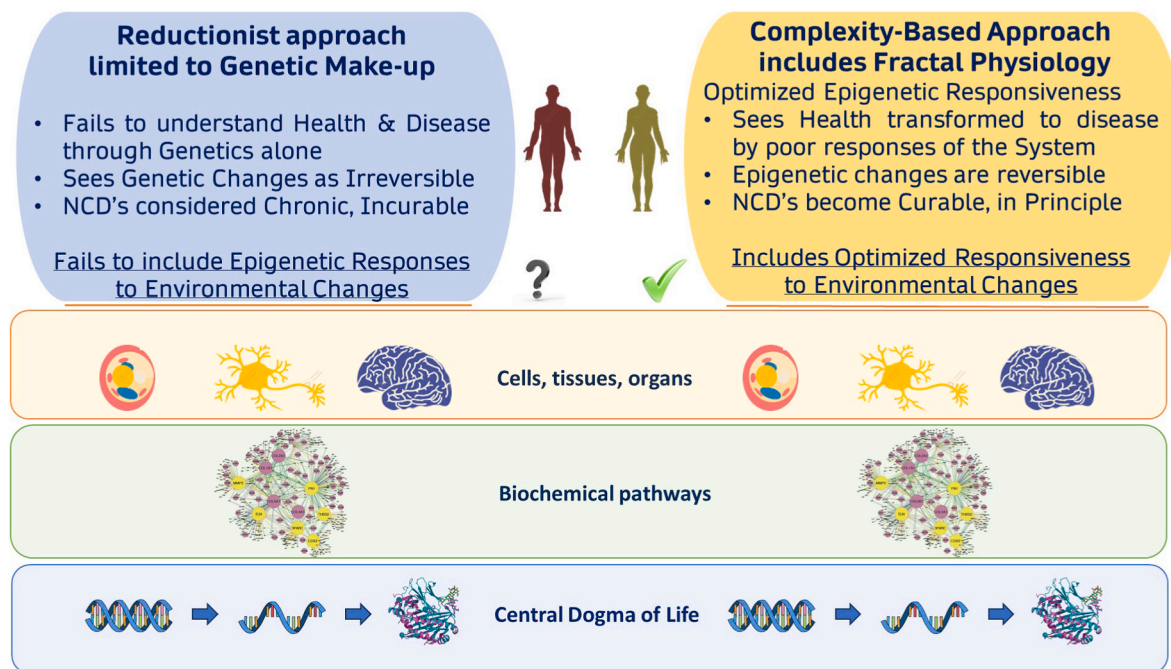 Reductionist approach
limited to Genetic Make-up
• Fails to understand Health & Disease
through Genetics alone
• Sees Genetic Changes as Irreversible
• NCD's considered Chronic, Incurable
Fails to include Epigenetic Responses
to Environmental Changes
?
Complexity-Based Approach
includes Fractal Physiology
Optimized Epigenetic Responsiveness
• Sees Health transformed to disease
by poor responses of the System
• Epigenetic changes are reversible
• NCD's become Curable, in Principle
Includes Optimized Responsiveness
to Environmental Changes
Cells, tissues, organs
Biochemical pathways
Central Dogma of Life